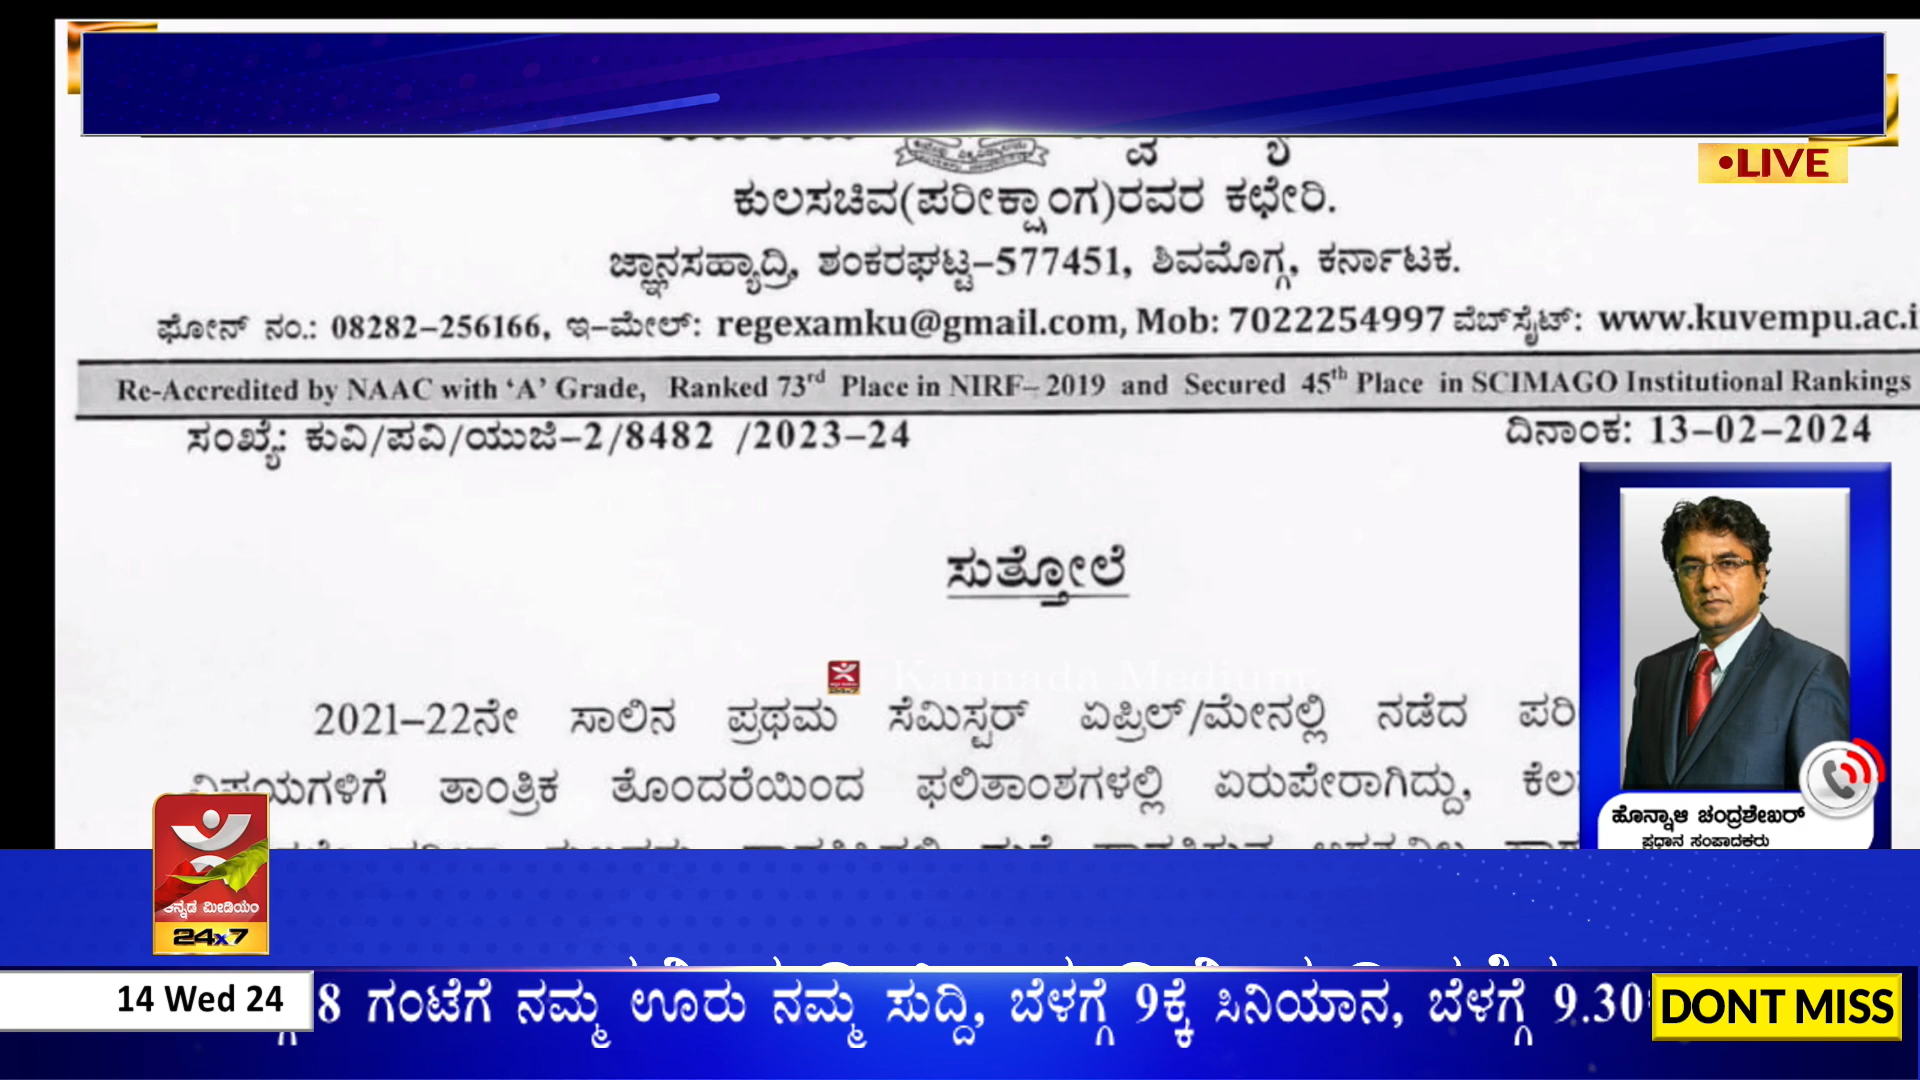 •LIVE
ಕುಲಸಚಿವ(ಪರೀಕ್ಷಾಂಗ)ರವರ ಕಛೇರಿ.
ಜ್ಞಾನಸಹ್ಯಾದ್ರಿ, ಶಂಕರಘಟ್ಟ–577451, ಶಿವಮೊಗ್ಗ, ಕರ್ನಾಟಕ.
ಫೋನ್ ನಂ.: 08282–256166, ಇ–ಮೇಲ್: regexamku@gmail.com, Mob: 7022254997 ವೆಬ್‌ಸೈಟ್: www.kuvempu.ac.i
Re-Accredited by NAAC with ‘A’ Grade, Ranked 73rd Place in NIRF– 2019 and Secured 45th Place in SCIMAGO Institutional Rankings
ಸಂಖ್ಯೆ: ಕುವಿ/ಪವಿ/ಯುಜಿ–2/8482 /2023–24 ದಿನಾಂಕ: 13–02–2024
ಸುತ್ತೋಲೆ
Kannada Medium
2021–22ನೇ ಸಾಲಿನ ಪ್ರಥಮ ಸೆಮಿಸ್ಟರ್ ಏಪ್ರಿಲ್/ಮೇನಲ್ಲಿ ನಡೆದ ಪರಿ
ವಿಷಯಗಳಿಗೆ ತಾಂತ್ರಿಕ ತೊಂದರೆಯಿಂದ ಫಲಿತಾಂಶಗಳಲ್ಲಿ ಏರುಪೇರಾಗಿದ್ದು, ಕೆಲ
ಹೊನ್ನಾಳಿ ಚಂದ್ರಶೇಖರ್
ಪ್ರಧಾನ ಸಂಪಾದಕರು
ಕನ್ನಡ ಮೀಡಿಯಂ
24x7
14 Wed 24
8 ಗಂಟೆಗೆ ನಮ್ಮ ಊರು ನಮ್ಮ ಸುದ್ದಿ, ಬೆಳಗ್ಗೆ 9ಕ್ಕೆ ಸಿನಿಯಾನ, ಬೆಳಗ್ಗೆ 9.30
DONT MISS